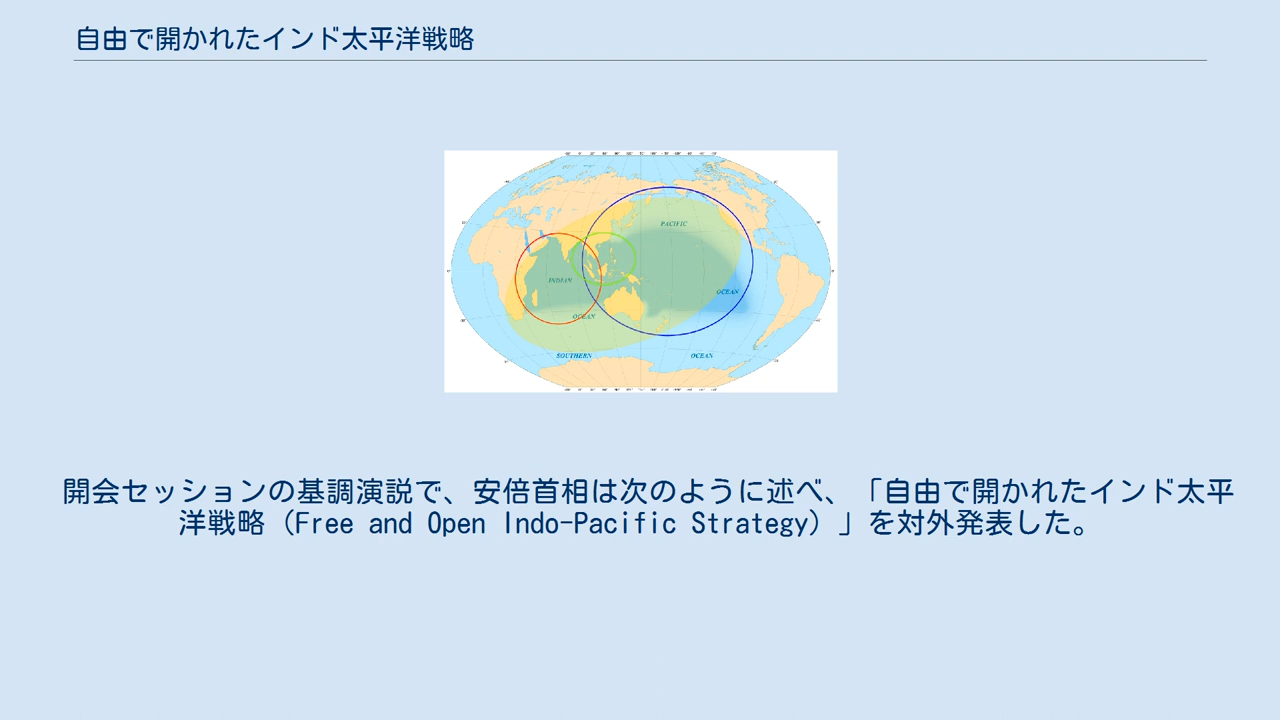 自由で開かれたインド太平洋戦略
PACIFIC
INDIAN
OCEAN
OCEAN
SOUTHERN
OCEAN
開会セッションの基調演説で、安倍首相は次のように述べ、「自由で開かれたインド太平
洋戦略（Free and Open Indo-Pacific Strategy）」を対外発表した。